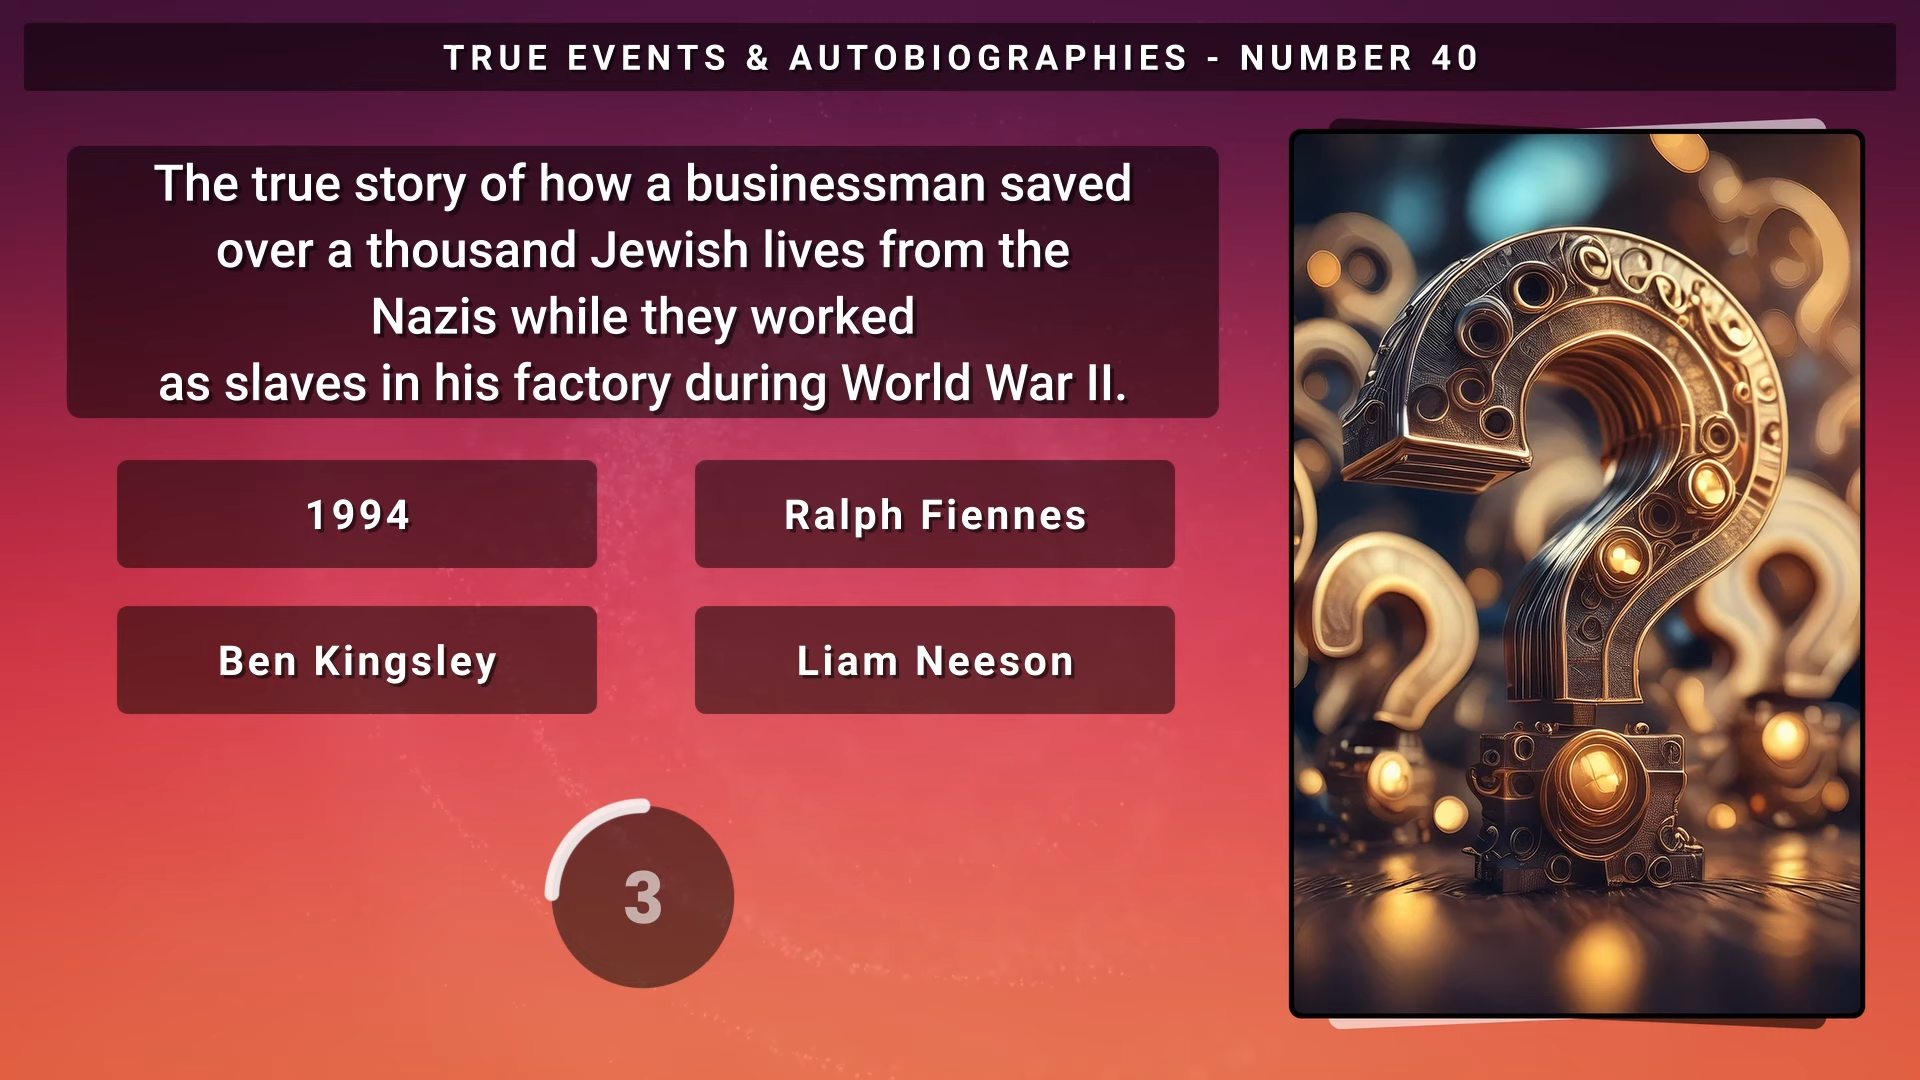 TRUE EVENTS & AUTOBIOGRAPHIES - NUMBER 40
The true story of how a businessman saved
over a thousand Jewish lives from the
Nazis while they worked
as slaves in his factory during World War II.
1994
Ralph Fiennes
Ben Kingsley
Liam Neeson
3